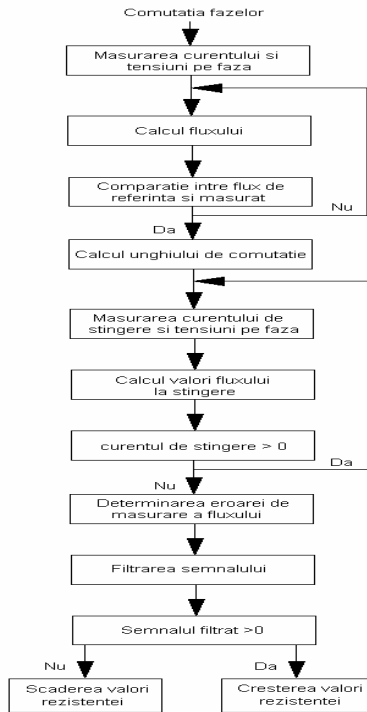 Comutatia fazelor
Masurarea curentului si
tensiuni pe faza
Calcul fluxului
Comparatie intre flux de
referinta si masurat
Nu
Da
Calcul unghiului de comutatie
Masurarea curentului de
stingere si tensiuni pe faza
Calcul valori fluxului
la stingere
curentul de stingere > 0
Da
Nu
Determinarea eroarei de
masurare a fluxului
Filtrarea semnalului
Semnalul filtrat >0
Nu
Da
Scaderea valori
rezistentei
Cresterea valori
rezistentei